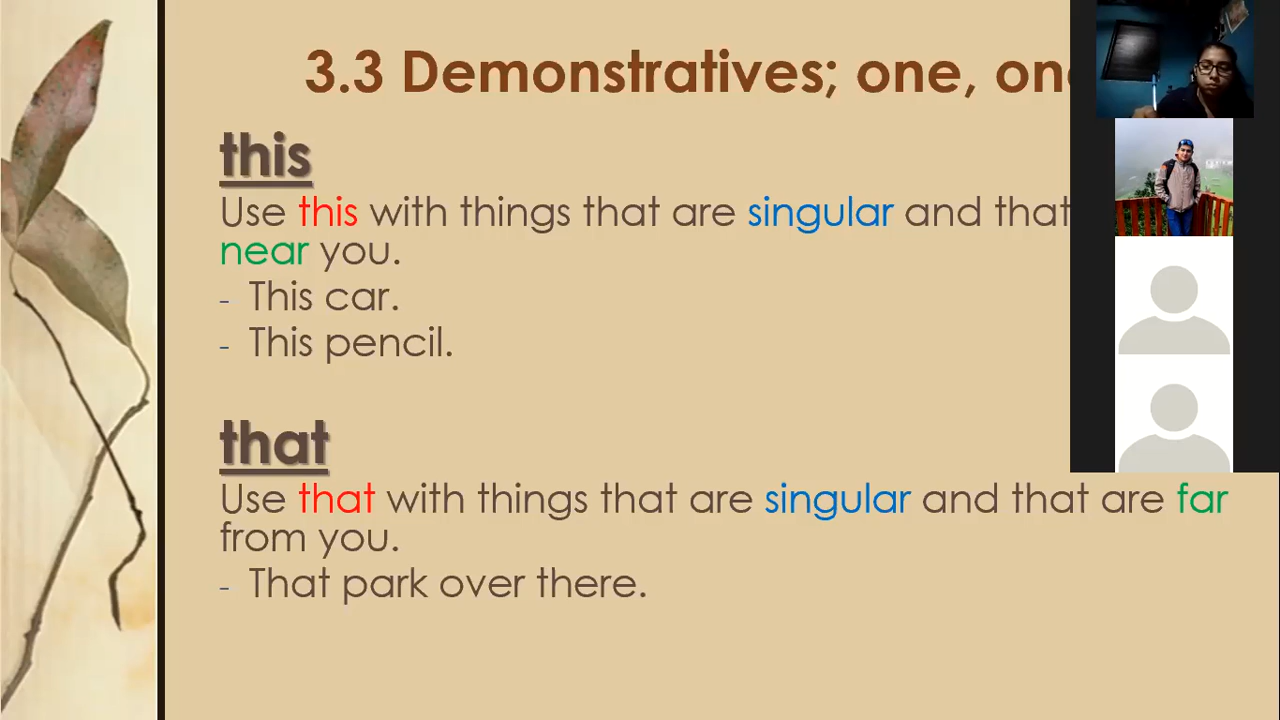 3.3 Demonstratives; one,
this
Use this with things that are singular and that
near you.
- This car.
- This pencil.
that
Use that with things that are singular and that are far
from you.
- That park over there.